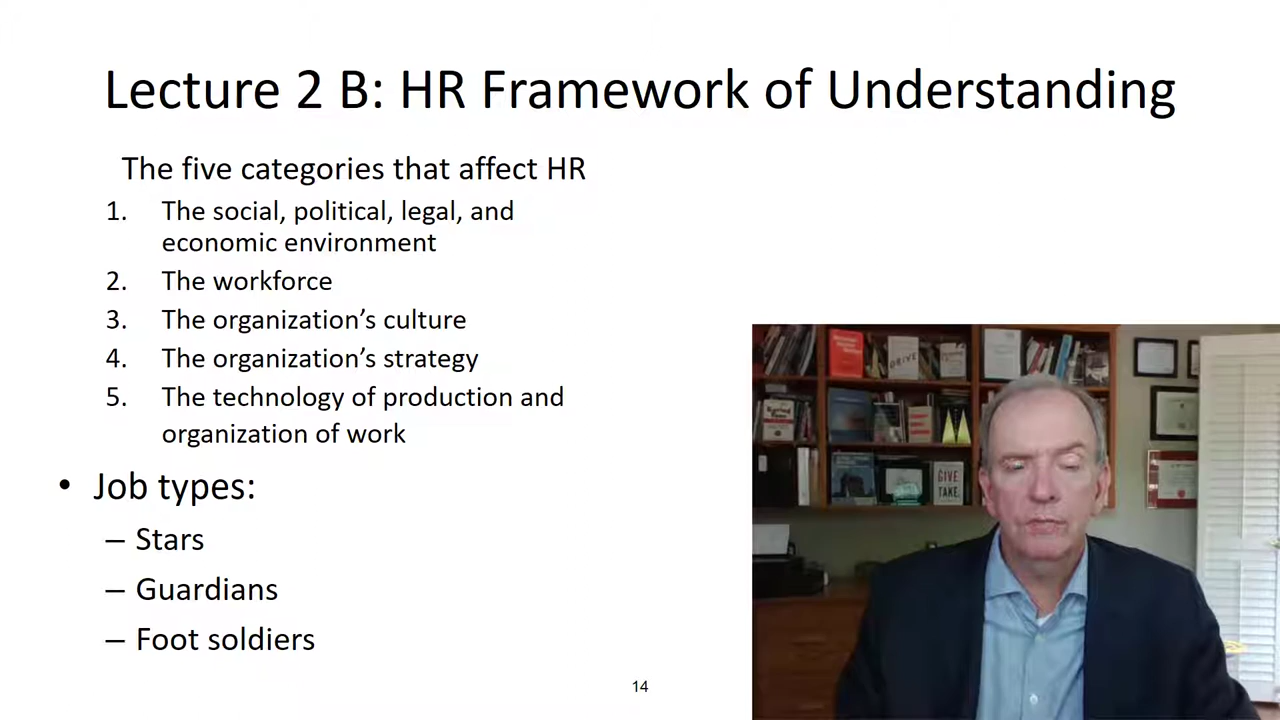 Lecture 2 B: HR Framework of Understanding
The five categories that affect HR
1. The social, political, legal, and
economic environment
2. The workforce
3. The organization’s culture
4. The organization’s strategy
5. The technology of production and
organization of work
• Job types:
– Stars
– Guardians
– Foot soldiers
14
DRIVE
GIVE
TAKE